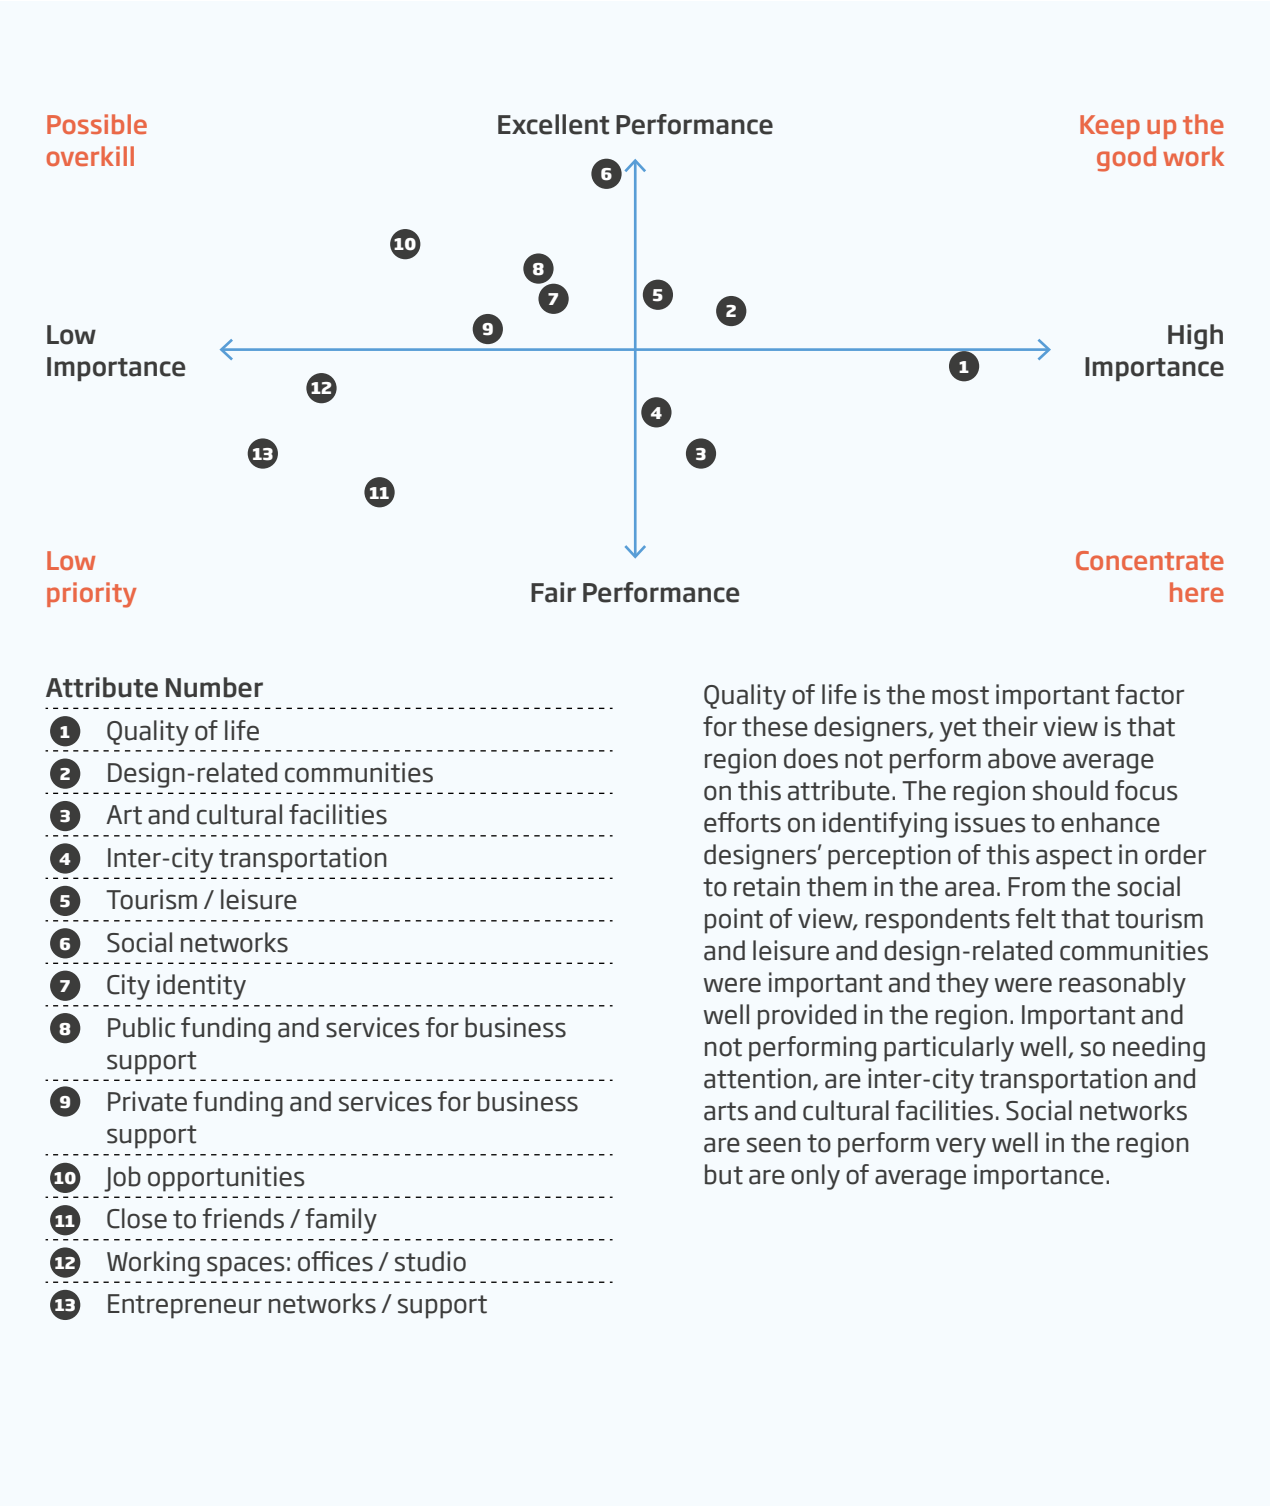 Possible
overkill
Excellent Performance
Keep up the
good work
6
10
8
7
5
2
9
Low
Importance
High
Importance
1
12
4
3
13
11
Low
priority
Fair Performance
Concentrate
here
Attribute Number
1 Quality of life
2 Design-related communities
3 Art and cultural facilities
4 Inter-city transportation
5 Tourism / leisure
6 Social networks
7 City identity
8 Public funding and services for business
support
9 Private funding and services for business
support
10 Job opportunities
11 Close to friends / family
12 Working spaces: offices / studio
13 Entrepreneur networks / support
Quality of life is the most important factor
for these designers, yet their view is that
region does not perform above average
on this attribute. The region should focus
efforts on identifying issues to enhance
designers’ perception of this aspect in order
to retain them in the area. From the social
point of view, respondents felt that tourism
and leisure and design-related communities
were important and they were reasonably
well provided in the region. Important and
not performing particularly well, so needing
attention, are inter-city transportation and
arts and cultural facilities. Social networks
are seen to perform very well in the region
but are only of average importance.